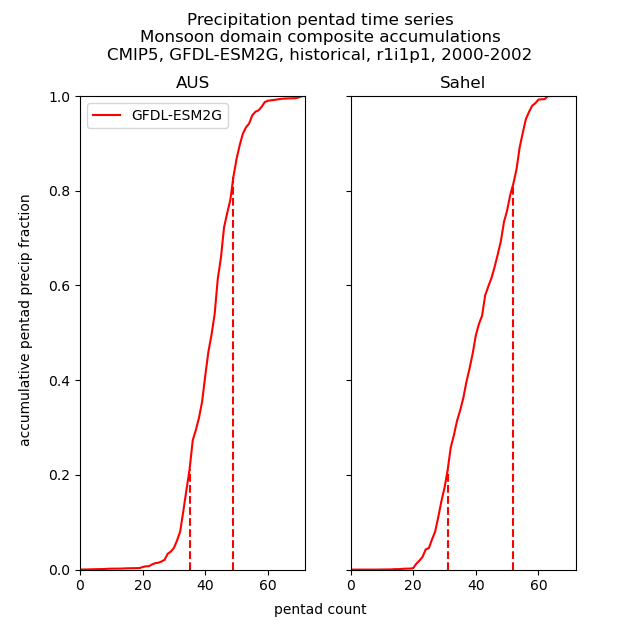 Precipitation pentad time series
Monsoon domain composite accumulations
CMIP5, GFDL-ESM2G, historical, r1i1p1, 2000-2002
AUS
Sahel
GFDL-ESM2G
accumulative pentad precip fraction
1.0
0.8
0.6
0.4
0.2
0.0
0 20 40 60
0 20 40 60
pentad count